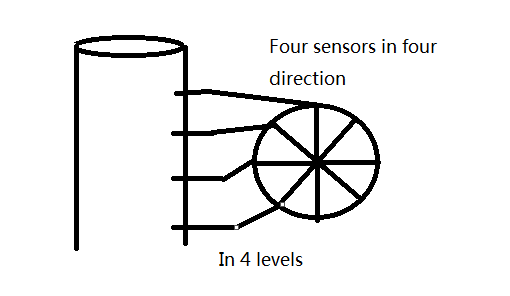 Four sensors in four
direction
In 4 levels